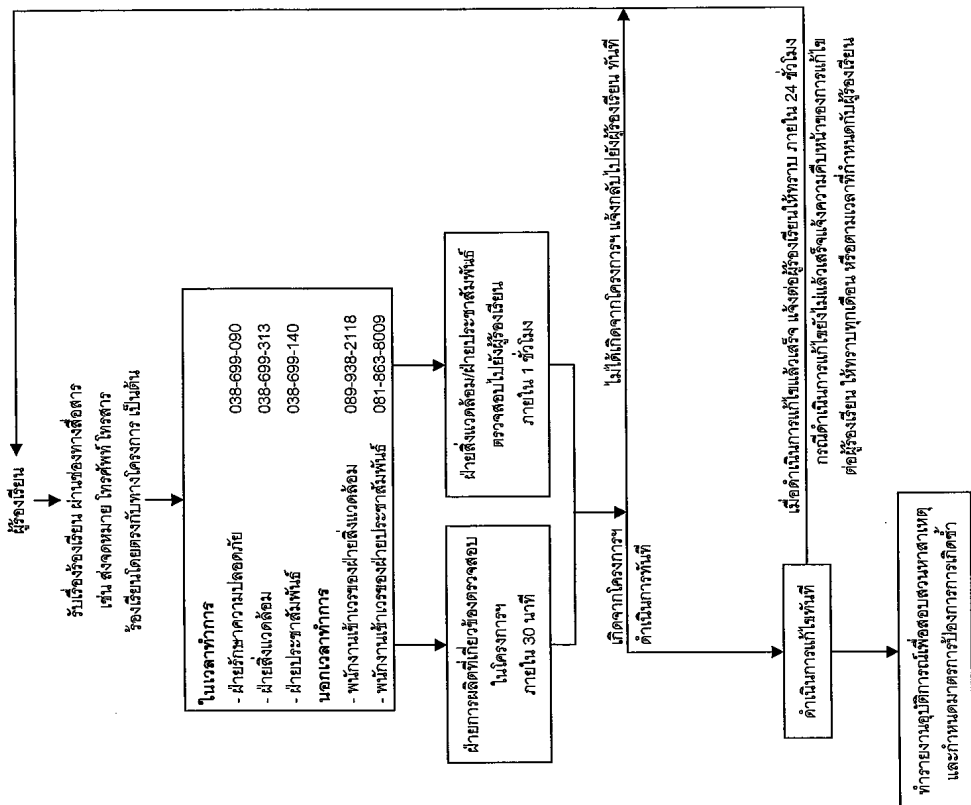 ผู้ร้องเรียน
รับเรื่องร้องเรียน ผ่านช่องทางสื่อสาร
เช่น ส่งจดหมาย โทรศัพท์ โทรสาร
ร้องเรียนโดยตรงกับทางโครงการ เป็นต้น
ในเวลาทำการ
- ฝ่ายรักษาความปลอดภัย 038-699-090
- ฝ่ายสิ่งแวดล้อม 038-699-313
- ฝ่ายประชาสัมพันธ์ 038-699-140
นอกเวลาทำการ
- พนักงานเข้าเวรของฝ่ายสิ่งแวดล้อม 089-938-2118
- พนักงานเข้าเวรของฝ่ายประชาสัมพันธ์ 081-863-8009
ฝ่ายการผลิตที่เกี่ยวข้องตรวจสอบ
ในโครงการฯ
ภายใน 30 นาที
ฝ่ายสิ่งแวดล้อม/ฝ่ายประชาสัมพันธ์
ตรวจสอบไปยังผู้ร้องเรียน
ภายใน 1 ชั่วโมง
เกิดจากโครงการฯ
ดำเนินการทันที
ไม่ได้เกิดจากโครงการฯ แจ้งกลับไปยังผู้ร้องเรียน ทันที
ดำเนินการแก้ไขทันที
เมื่อดำเนินการแก้ไขแล้วเสร็จ แจ้งต่อผู้ร้องเรียนให้ทราบ ภายใน 24 ชั่วโมง
กรณีดำเนินการแก้ไขยังไม่แล้วเสร็จแจ้งความคืบหน้าของการแก้ไข
ต่อผู้ร้องเรียน ให้ทราบทุกเดือน หรือตามเวลาที่กำหนดกับผู้ร้องเรียน
ทำรายงานอุบัติการณ์เพื่อสอบสวนหาสาเหตุ
และกำหนดมาตรการป้องการการเกิดซ้ำ